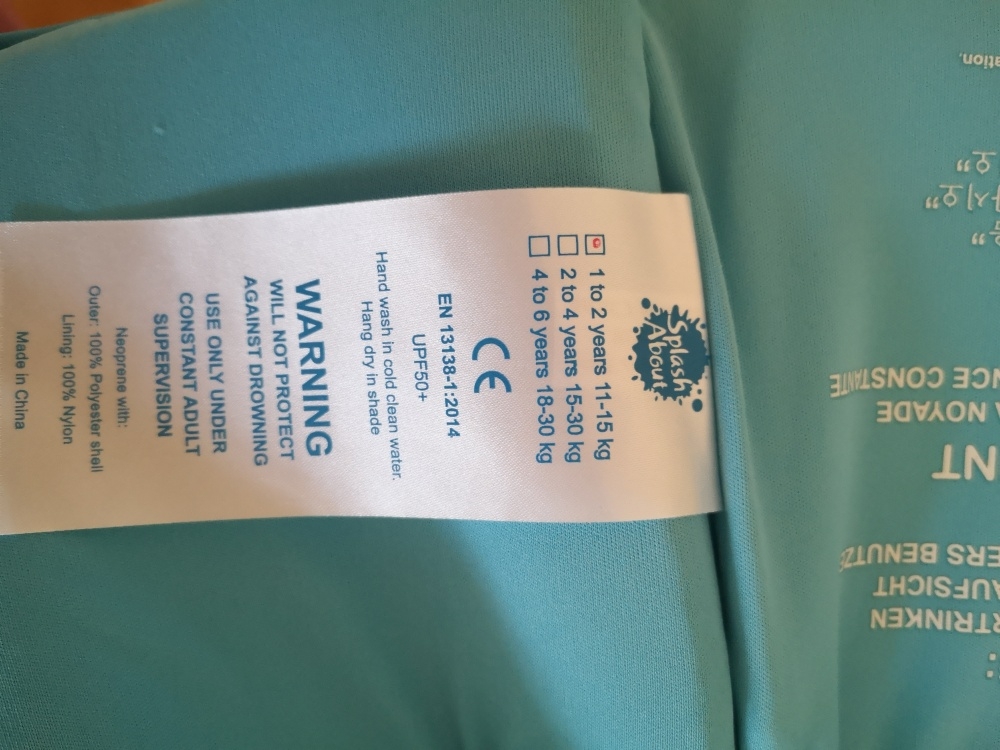 Splash
About
1 to 2 years 11-15 kg
2 to 4 years 15-30 kg
4 to 6 years 18-30 kg
CE
EN 13138-1:2014
UPF50+
Hand wash in cold clean water.
Hang dry in shade
WARNING
WILL NOT PROTECT
AGAINST DROWNING
USE ONLY UNDER
CONSTANT ADULT
SUPERVISION
Neoprene with:
Outer: 100% Polyester shell
Lining: 100% Nylon
Made in China
RTRINKEN
AUFSICHT
ERS BENUTZE
NT
NOYADE
NCE CONSTANTE
ation.